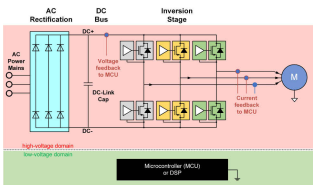 AC
Rectification
DC
Bus
Inversion
Stage
AC
Power
Mains
DC+
Voltage
feedback
to MCU
DC-Link
Cap
DC-
M
Current
feedback
to MCU
high-voltage domain
low-voltage domain
Microcontroller (MCU)
or DSP